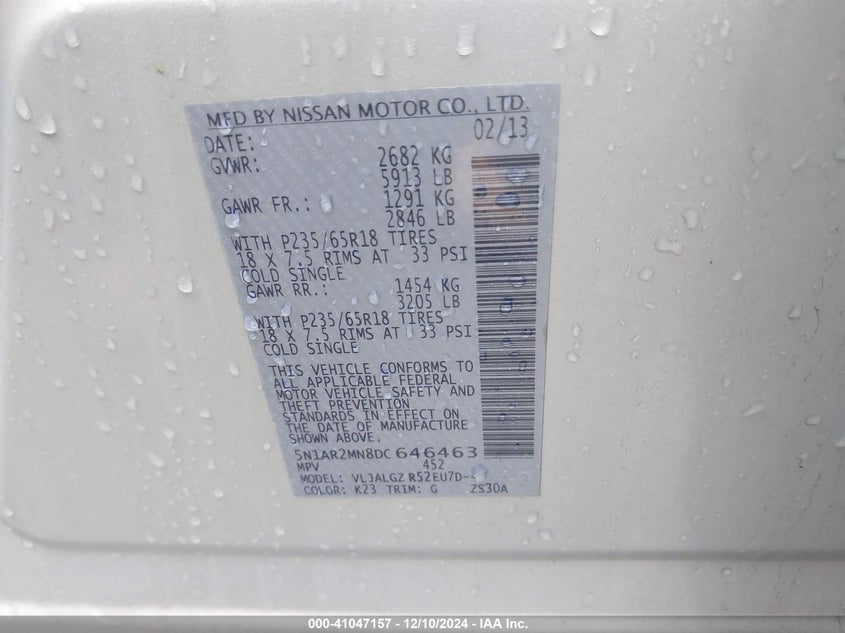 MFD BY NISSAN MOTOR CO., LTD.
DATE: 02/13
GVWR: 2682 KG
5913 LB
GAWR FR.: 1291 KG
2846 LB
WITH P235/65R18 TIRES
18 X 7.5 RIMS AT 33 PSI
COLD SINGLE
GAWR RR.: 1454 KG
3205 LB
WITH P235/65R18 TIRES
18 X 7.5 RIMS AT 33 PSI
COLD SINGLE
THIS VEHICLE CONFORMS TO
ALL APPLICABLE FEDERAL
MOTOR VEHICLE SAFETY AND
THEFT PREVENTION
STANDARDS IN EFFECT ON
THE DATE OF MANUFACTURE
SHOWN ABOVE.
5N1AR2MN8DC646463
MPV 452
MODEL: VLJALGZ R52EU7D--
COLOR: K23 TRIM: G ZS30A
000-41047157 - 12/10/2024 - IAA Inc.